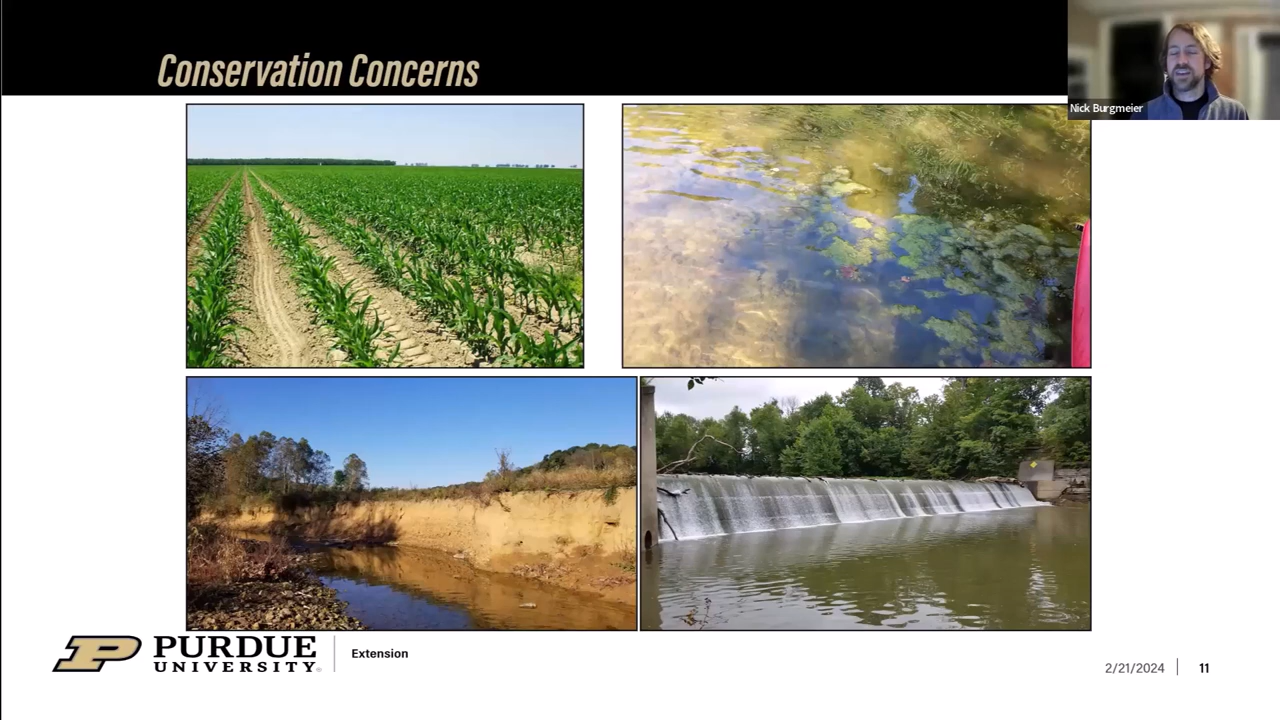 Conservation Concerns
Nick Burgmeier
PURDUE
UNIVERSITY
Extension
2/21/2024
11